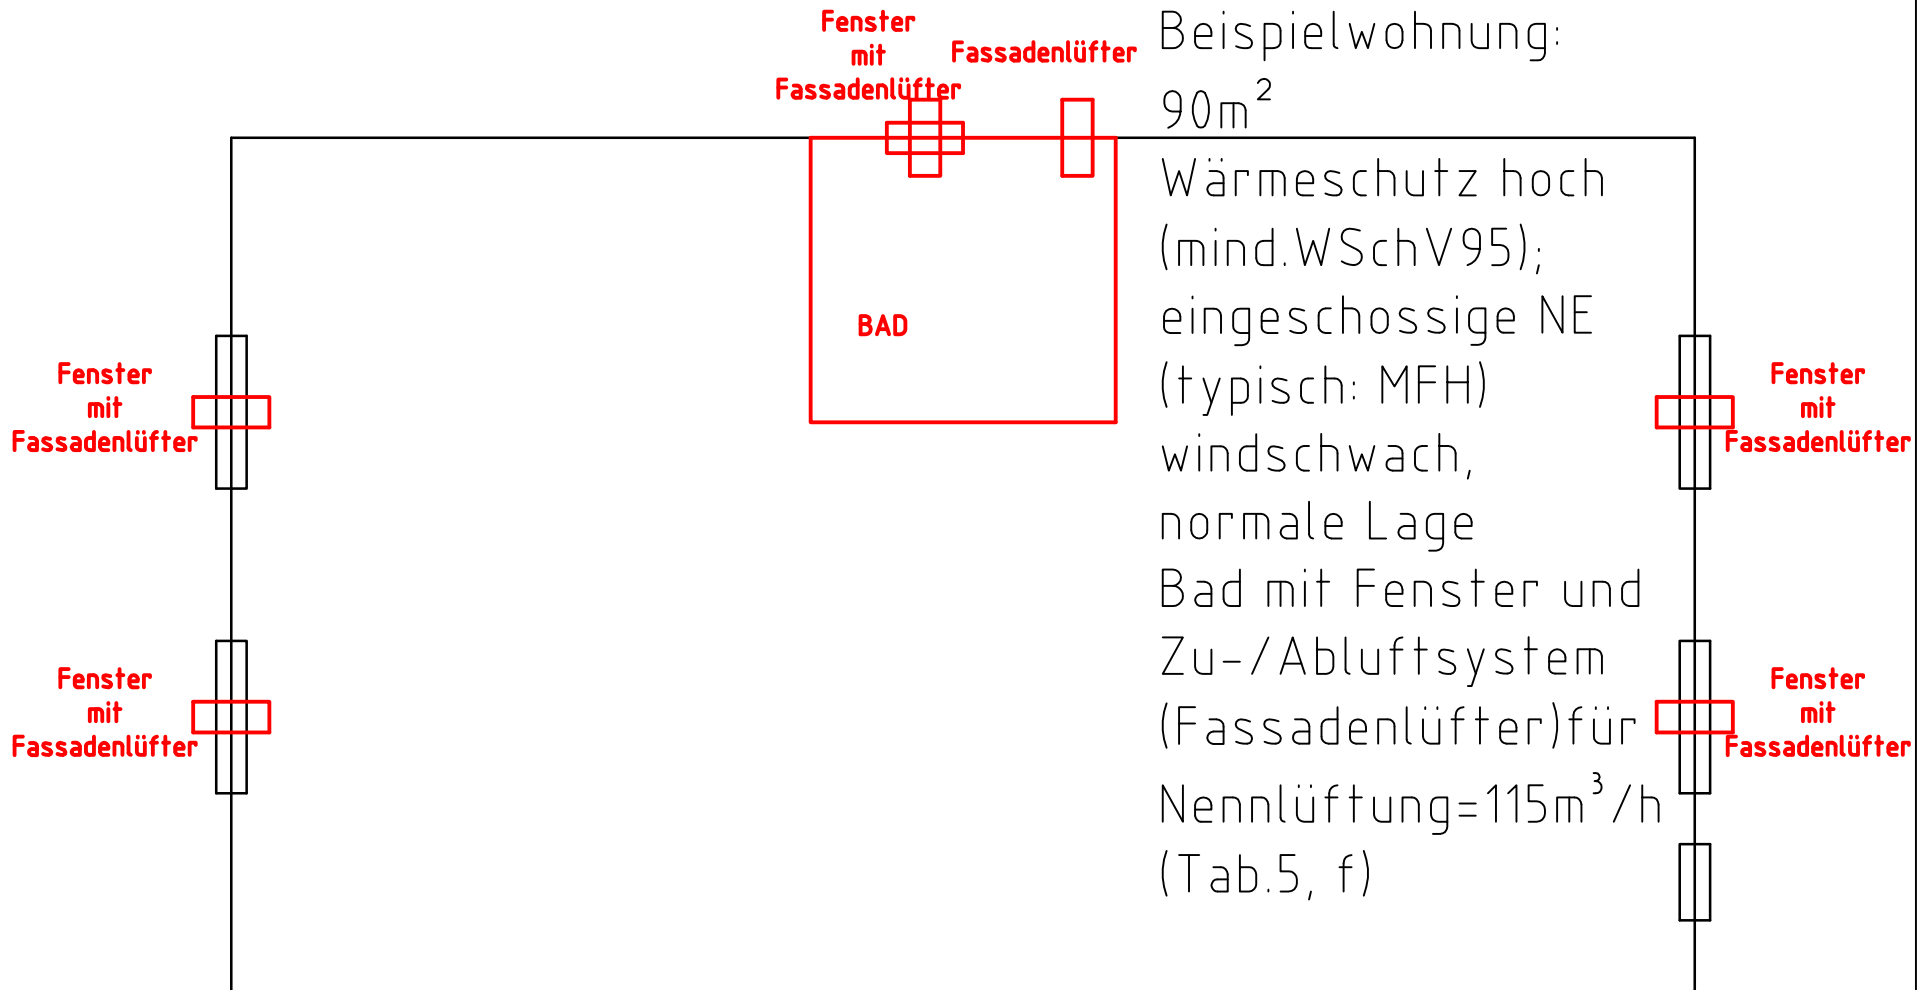 Fenster
mit
Fassadenlüfter
Fassadenlüfter
Beispielwohnung:
90m²
Wärmeschutz hoch
(mind.WSchV95);
eingeschossige NE
(typisch: MFH)
windschwach,
normale Lage
Bad mit Fenster und
Zu-/Abluftsystem
(Fassadenlüfter)für
Nennlüftung=115m³/h
(Tab.5, f)
BAD
Fenster
mit
Fassadenlüfter
Fenster
mit
Fassadenlüfter
Fenster
mit
Fassadenlüfter
Fenster
mit
Fassadenlüfter